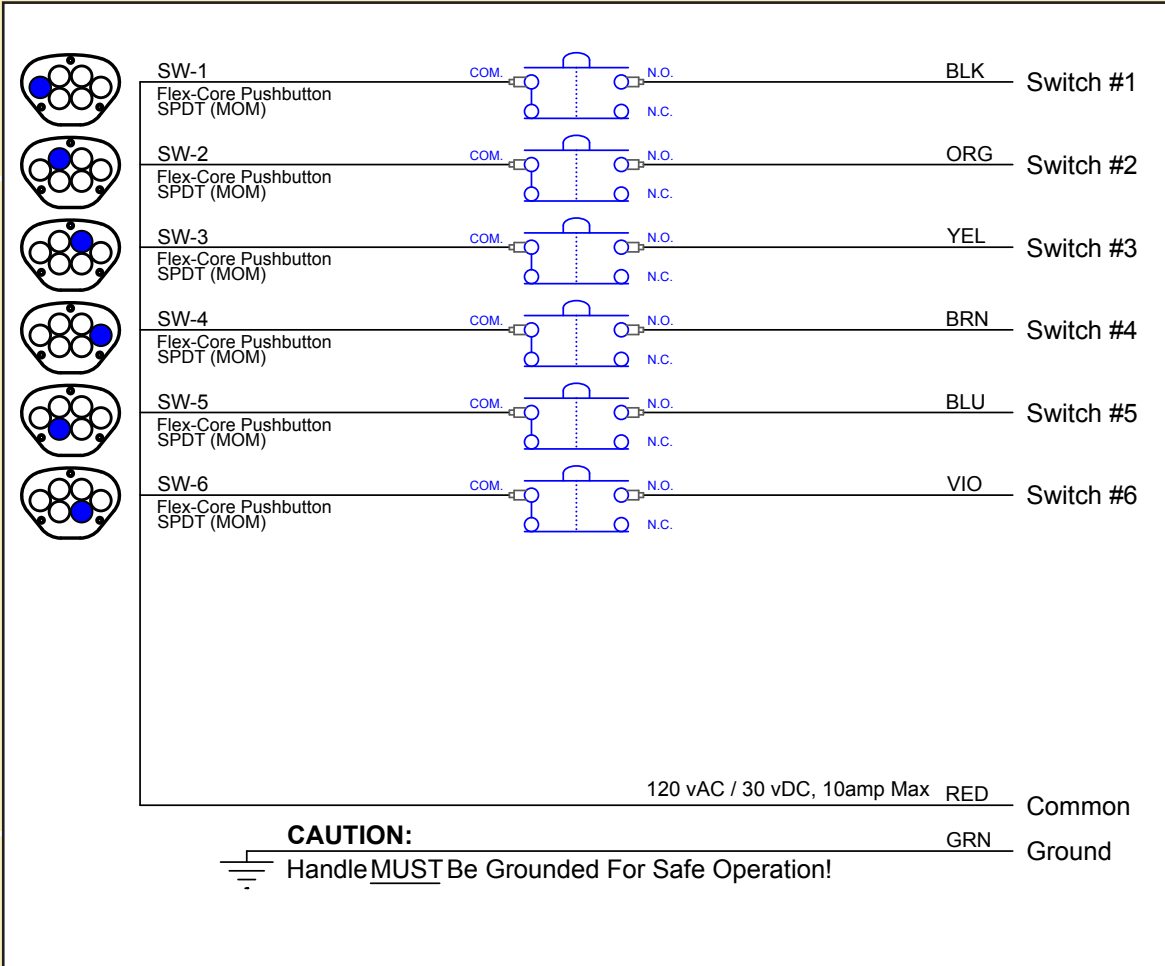 SW-1 COM. N.O. BLK Switch #1
Flex-Core Pushbutton
SPDT (MOM) N.C.
SW-2 COM. N.O. ORG Switch #2
Flex-Core Pushbutton
SPDT (MOM) N.C.
SW-3 COM. N.O. YEL Switch #3
Flex-Core Pushbutton
SPDT (MOM) N.C.
SW-4 COM. N.O. BRN Switch #4
Flex-Core Pushbutton
SPDT (MOM) N.C.
SW-5 COM. N.O. BLU Switch #5
Flex-Core Pushbutton
SPDT (MOM) N.C.
SW-6 COM. N.O. VIO Switch #6
Flex-Core Pushbutton
SPDT (MOM) N.C.
120 vAC / 30 vDC, 10amp Max RED Common
CAUTION: GRN Ground
Handle MUST Be Grounded For Safe Operation!